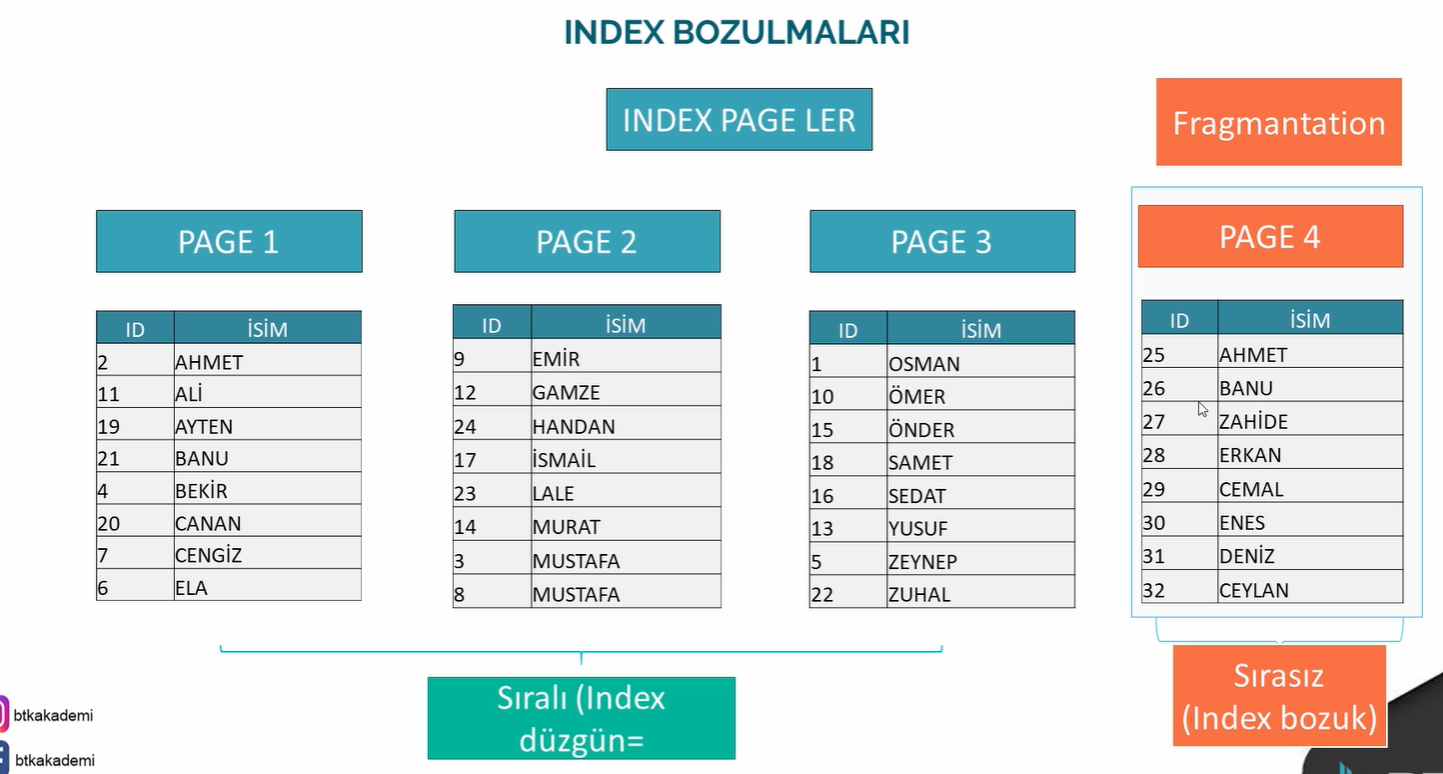 INDEX BOZULMALARI
INDEX PAGE LER
Fragmantation
PAGE 1
ID İSİM
2 AHMET
11 ALİ
19 AYTEN
21 BANU
4 BEKİR
20 CANAN
7 CENGİZ
6 ELA
PAGE 2
ID İSİM
9 EMİR
12 GAMZE
24 HANDAN
17 İSMAİL
23 LALE
14 MURAT
3 MUSTAFA
8 MUSTAFA
PAGE 3
ID İSİM
1 OSMAN
10 ÖMER
15 ÖNDER
18 SAMET
16 SEDAT
13 YUSUF
5 ZEYNEP
22 ZUHAL
PAGE 4
ID İSİM
25 AHMET
26 BANU
27 ZAHİDE
28 ERKAN
29 CEMAL
30 ENES
31 DENİZ
32 CEYLAN
Sıralı (Index
düzgün=
Sırasız
(Index bozuk)
btkakademi
btkakademi